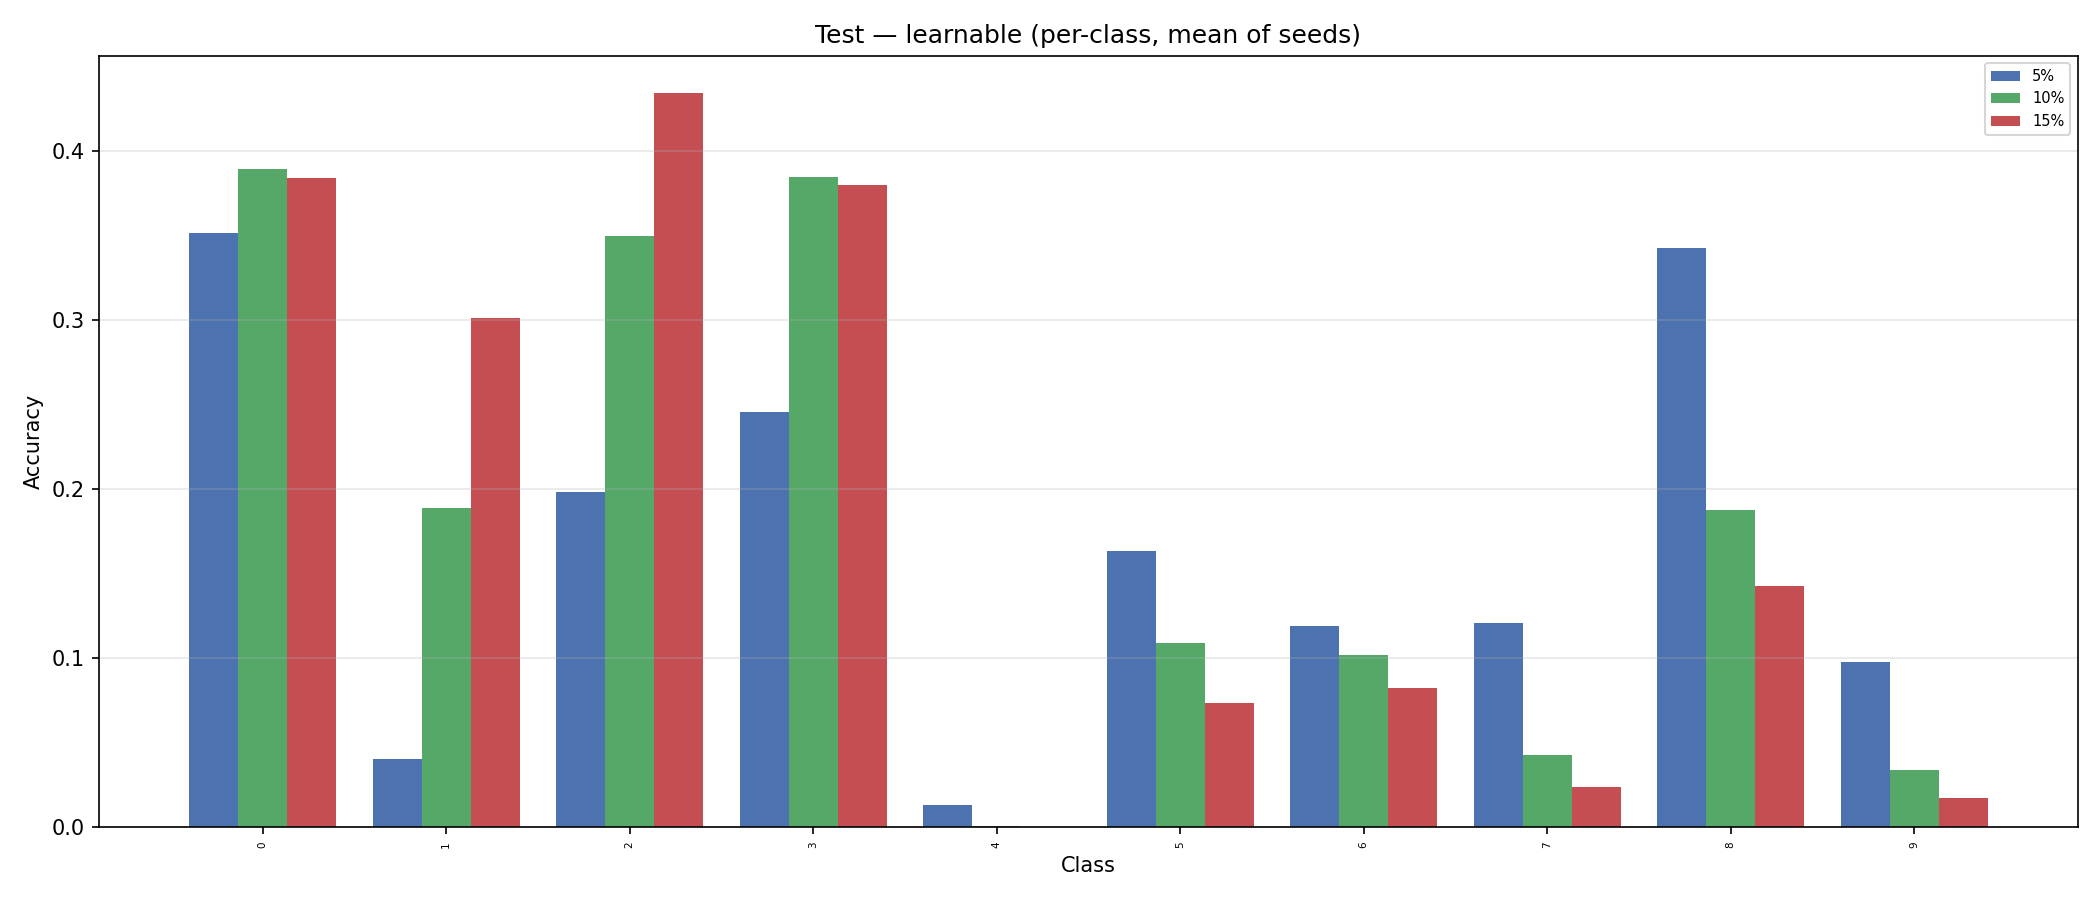 Test — learnable (per-class, mean of seeds)
5%
10%
15%
Accuracy
0.4
0.3
0.2
0.1
0.0
0 1 2 3 4 5 6 7 8 9
Class